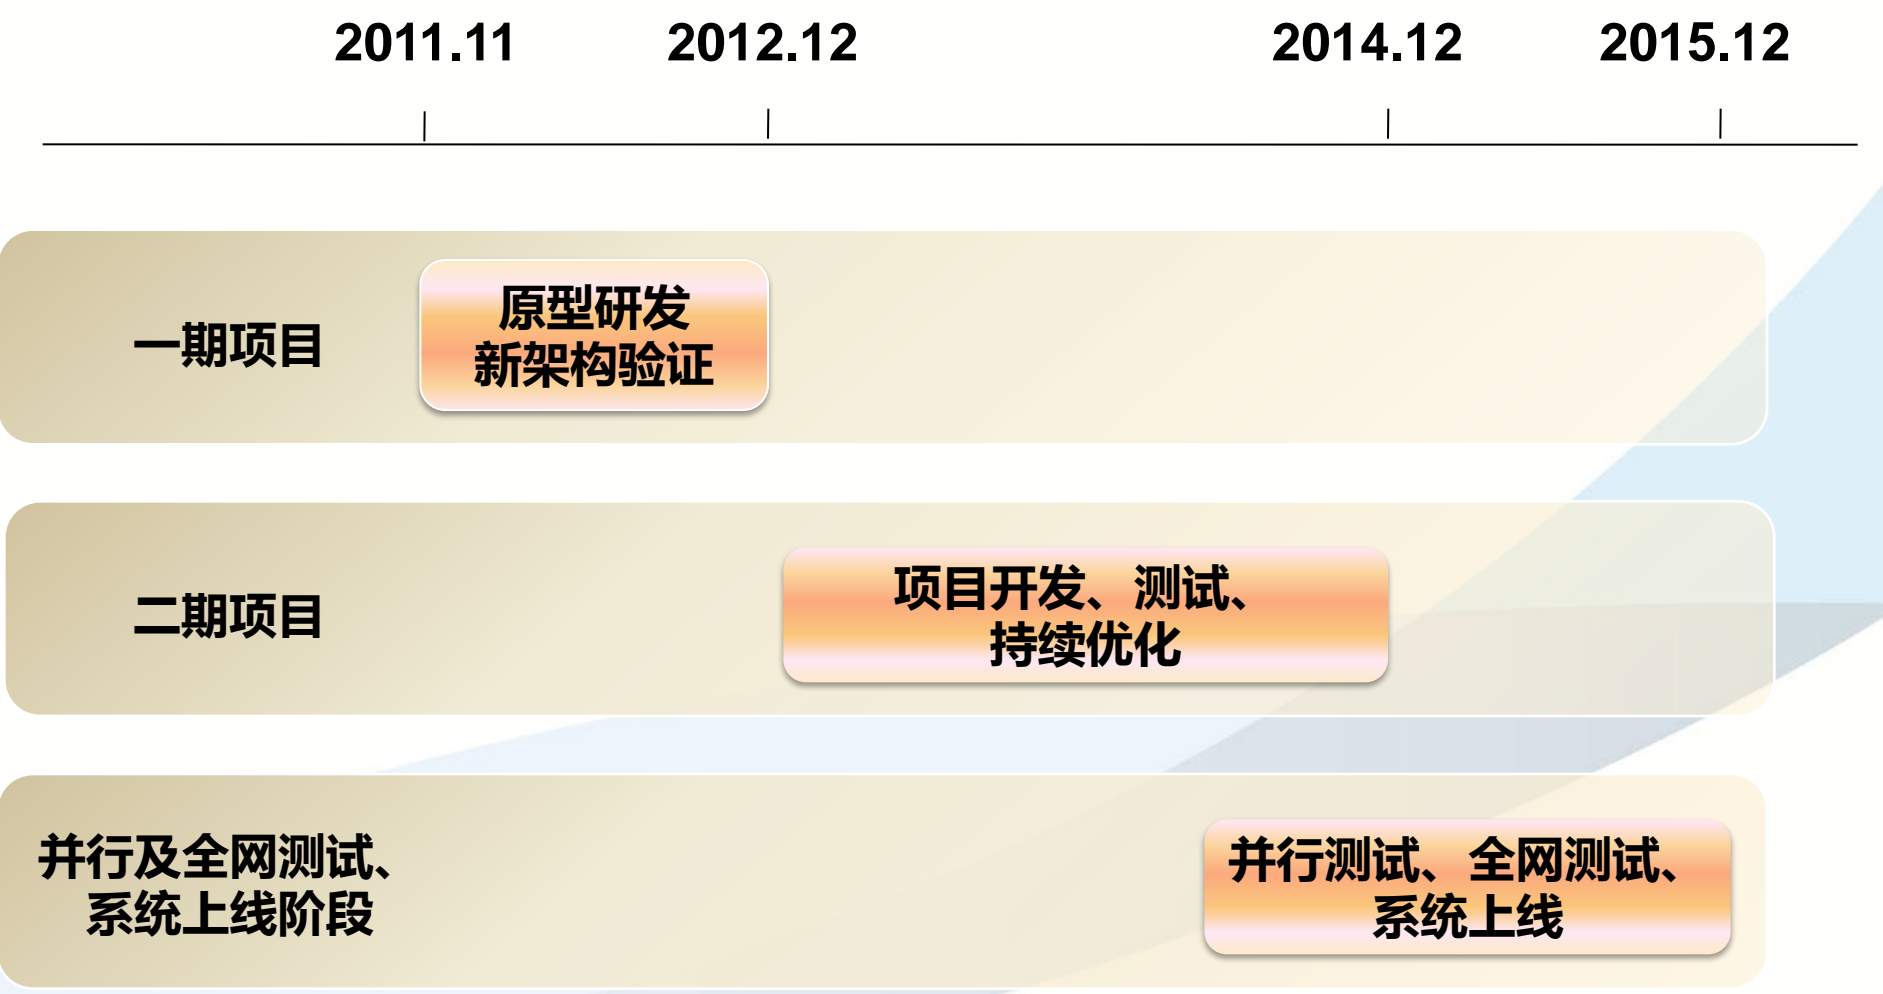 2011.11
2012.12
2014.12
2015.12
一期项目
原型研发
新架构验证
二期项目
项目开发、测试、
持续优化
并行及全网测试、
系统上线阶段
并行测试、全网测试、
系统上线